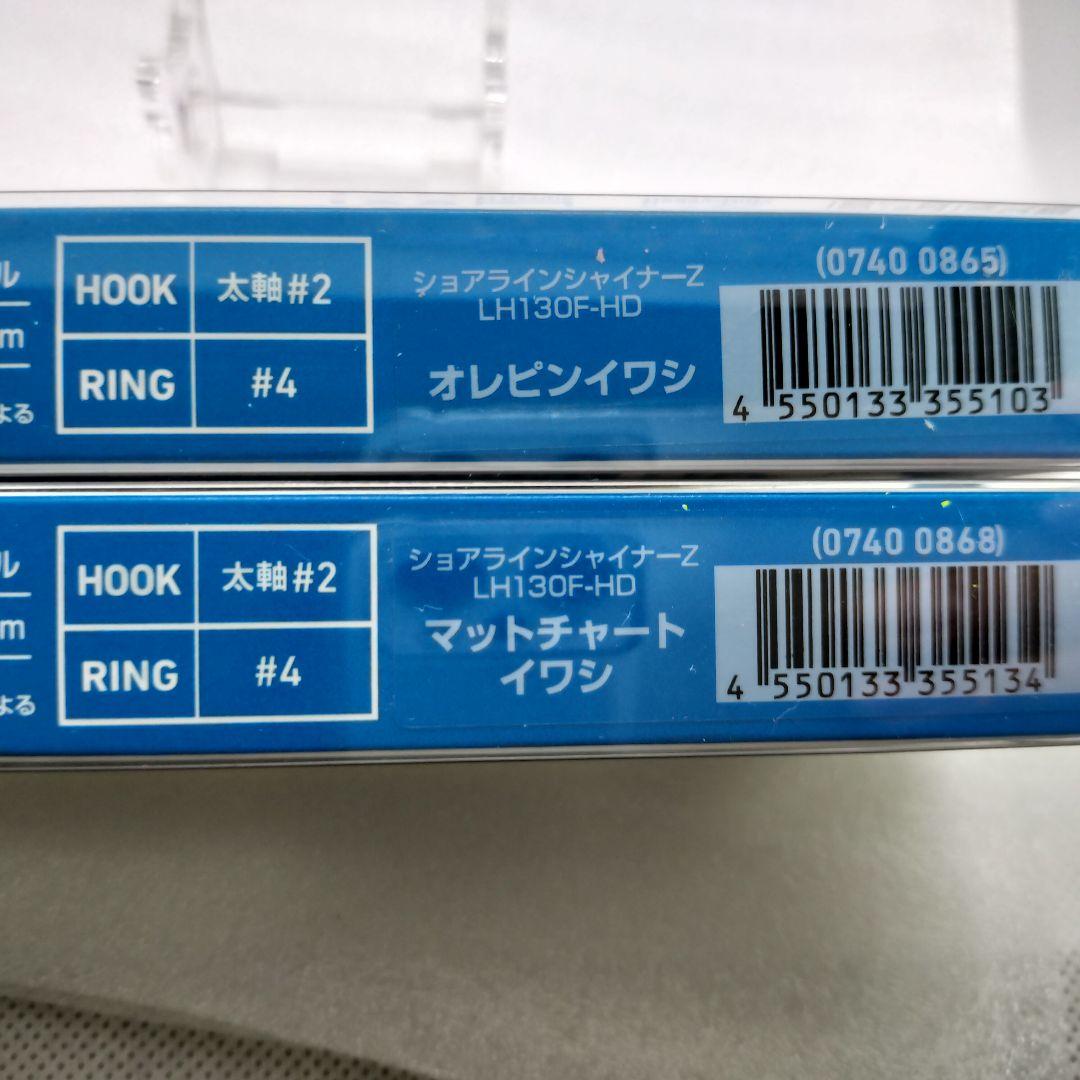 ル
m
よる
HOOK 太軸#2
RING #4
ショアラインシャイナーZ
LH130F-HD
オレピンイワシ
(0740 0865)
4 550133 355103
ル
m
よる
HOOK 太軸#2
RING #4
ショアラインシャイナーZ
LH130F-HD
マットチャート
イワシ
(0740 0868)
4 550133 355134